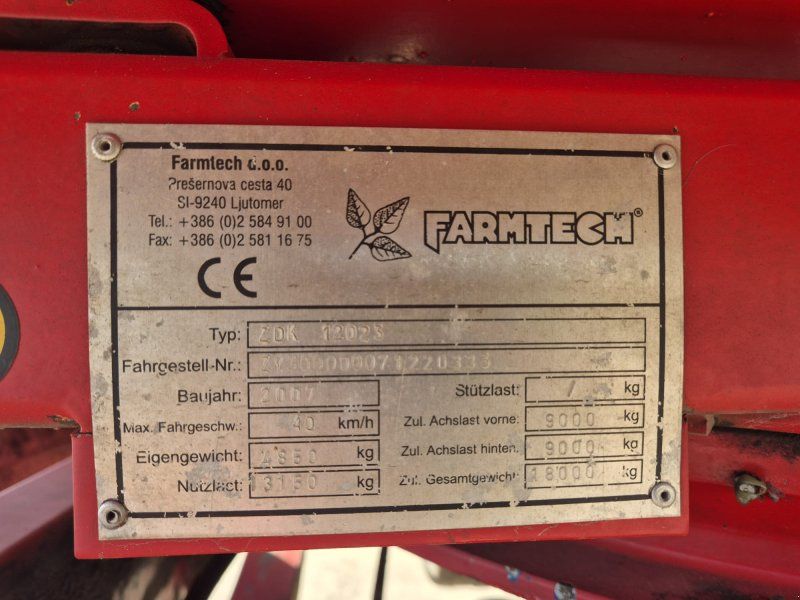 Farmtech d.o.o.
Prešernova cesta 40
SI-9240 Ljutomer
Tel.: +386 (0)2 584 91 00
Fax: +386 (0)2 581 16 75
CE
FARMTECH®
Typ: ZDK 12023
Fahrgestell-Nr.:
Baujahr: 2007
Max. Fahrgeschw.: 40 km/h
Eigengewicht: 4850 kg
Nutzlast: 13150 kg
Stützlast: / kg
Zul. Achslast vorne: 9000 kg
Zul. Achslast hinten: 9000 kg
Zul. Gesamtgewicht: 18000 kg